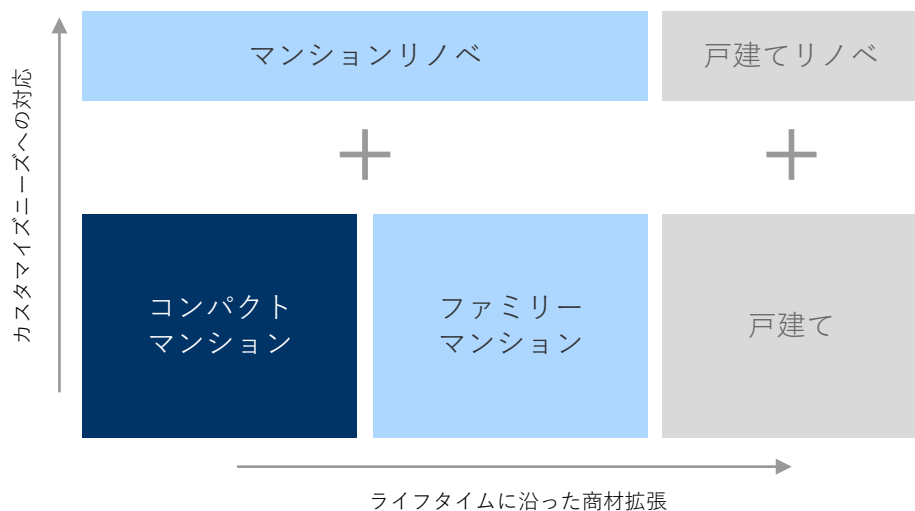 マンションリノベ
戸建てリノベ
カスタマイズニーズへの対応
コンパクト
マンション
ファミリー
マンション
戸建て
ライフタイムに沿った商材拡張